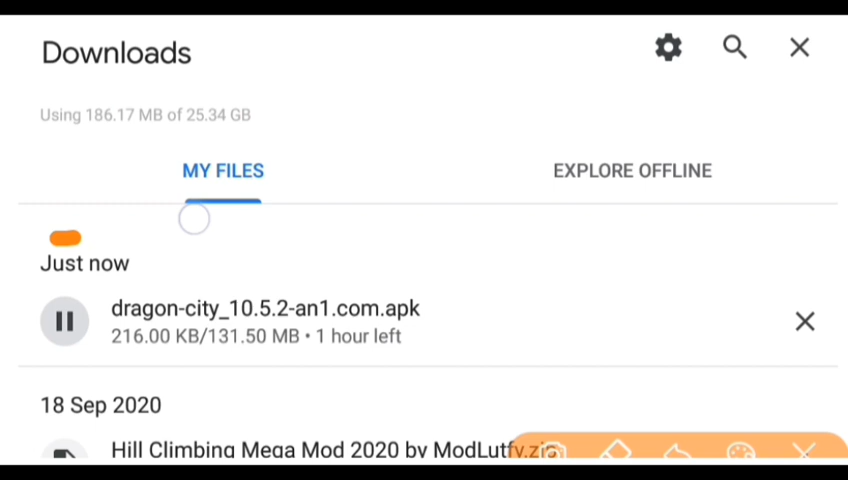 Downloads
Using 186.17 MB of 25.34 GB
MY FILES
EXPLORE OFFLINE
Just now
dragon-city_10.5.2-an1.com.apk
216.00 KB/131.50 MB • 1 hour left
18 Sep 2020
Hill Climbing Mega Mod 2020 by ModLutfy.zip